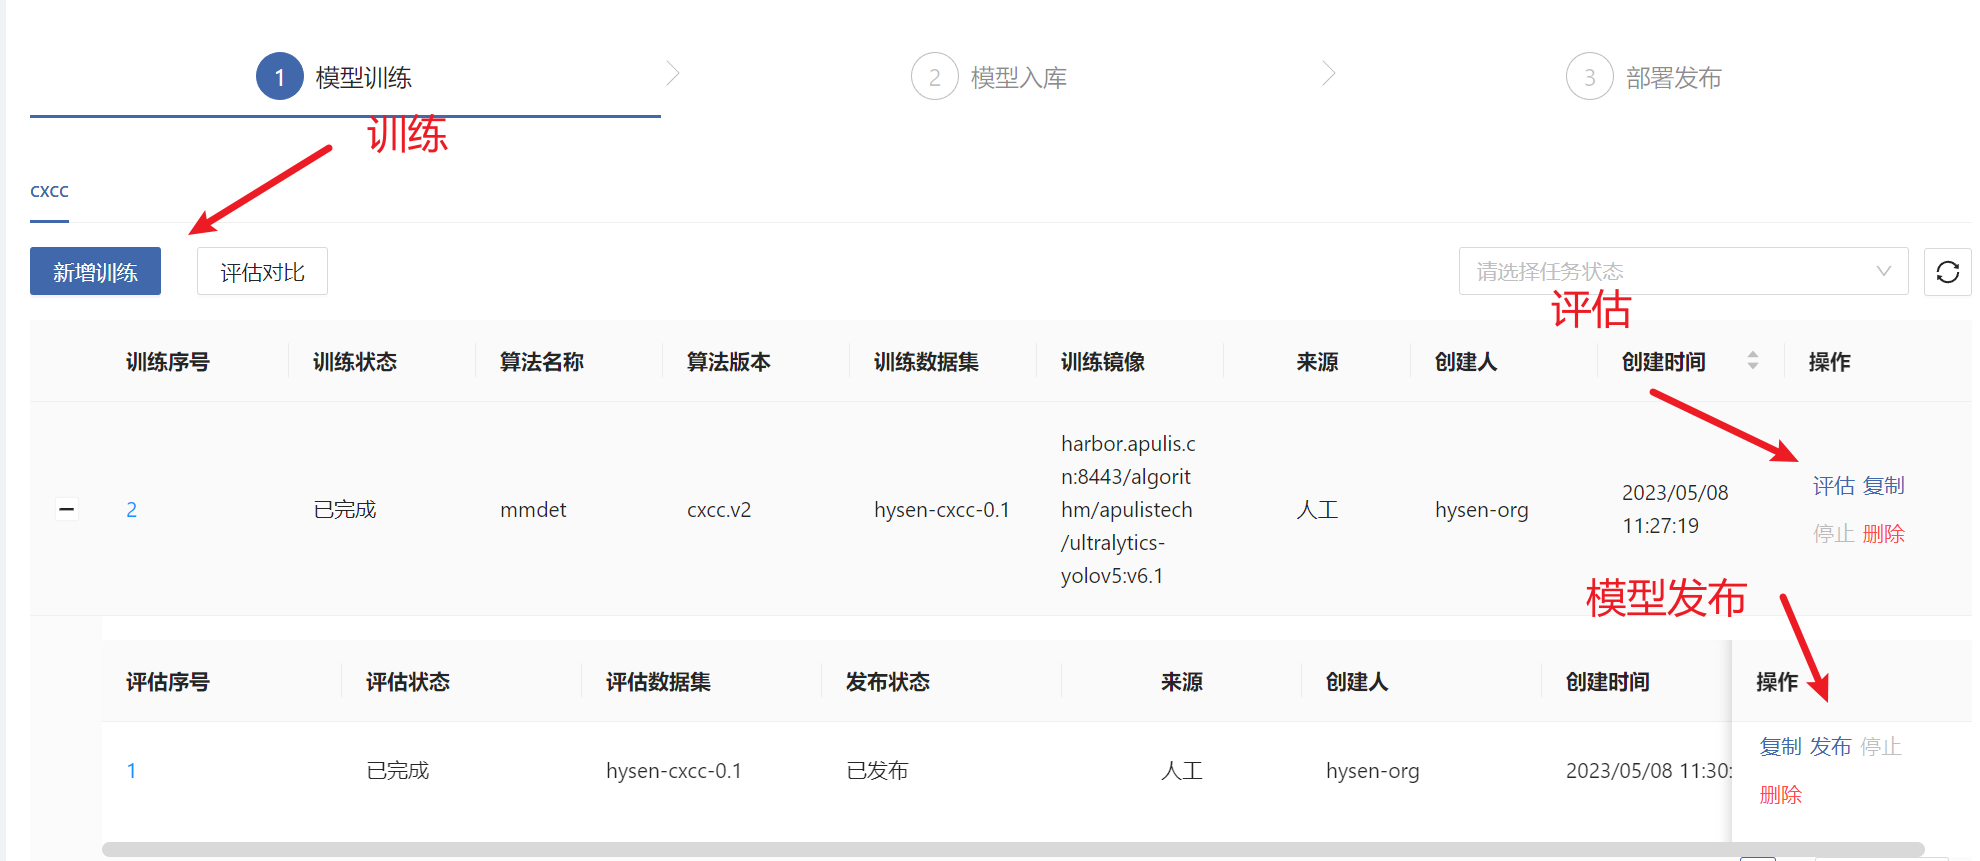 1 模型训练
2 模型入库
3 部署发布
训练
cxcc
新增训练 评估对比 请选择任务状态
评估
训练序号 训练状态 算法名称 算法版本 训练数据集 训练镜像 来源 创建人 创建时间 操作
2 已完成 mmdet cxcc.v2 hysen-cxcc-0.1
harbor.apulis.c
n:8443/algorit
hm/apulistech
/ultralytics-
yolov5:v6.1
人工 hysen-org
2023/05/08
11:27:19
评估 复制
停止 删除
模型发布
评估序号 评估状态 评估数据集 发布状态 来源 创建人 创建时间 操作
1 已完成 hysen-cxcc-0.1 已发布 人工 hysen-org 2023/05/08 11:30:
复制 发布 停止
删除